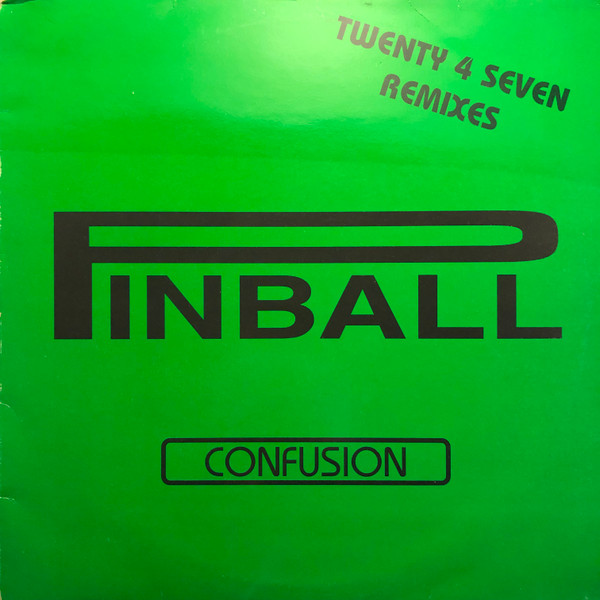 TWENTY 4 SEVEN
REMIXES
PINBALL
CONFUSION